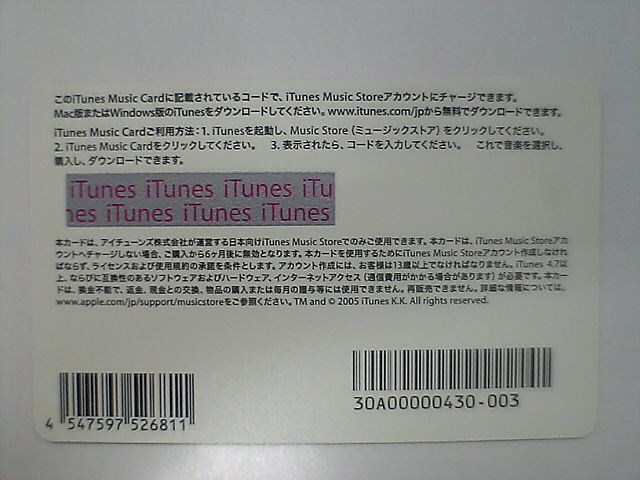 このiTunes Music Cardに記載されているコードで、iTunes Music Storeアカウントにチャージできます。
Mac版またはWindows版のiTunesをダウンロードしてください。www.itunes.com/jpから無料でダウンロードできます。
iTunes Music Cardご利用方法：1. iTunesを起動し、Music Store（ミュージックストア）をクリックしてください。
2. iTunes Music Cardをクリックしてください。 3. 表示されたら、コードを入力してください。 これで音楽を選択し、
購入し、ダウンロードできます。
iTunes iTunes iTunes iTu
nes iTunes iTunes iTunes
本カードは、アイチューンズ株式会社が運営する日本向けiTunes Music Storeでのみご使用できます。本カードは、iTunes Music Storeアカ
ウントへチャージしない場合、ご購入から6ヶ月後に無効となります。本カードを使用するためにiTunes Music Storeアカウント作成しなけれ
ばならず、ライセンスおよび使用規約の承諾を条件とします。アカウント作成には、お客様は13歳以上でなければなりません。iTunes 4.7以
上、ならびに互換性のあるソフトウェアおよびハードウェア、インターネットアクセス（通信費用がかかる場合があります）が必要です。本カー
ドは、換金不能で、返金、現金との交換、物品の購入または毎月の贈与等には使用できません。再販売できません。詳細な情報については、
www.apple.com/jp/support/musicstoreをご参照ください。TM and © 2005 iTunes K.K. All rights reserved.
30A00000430-003
4 547597 526811